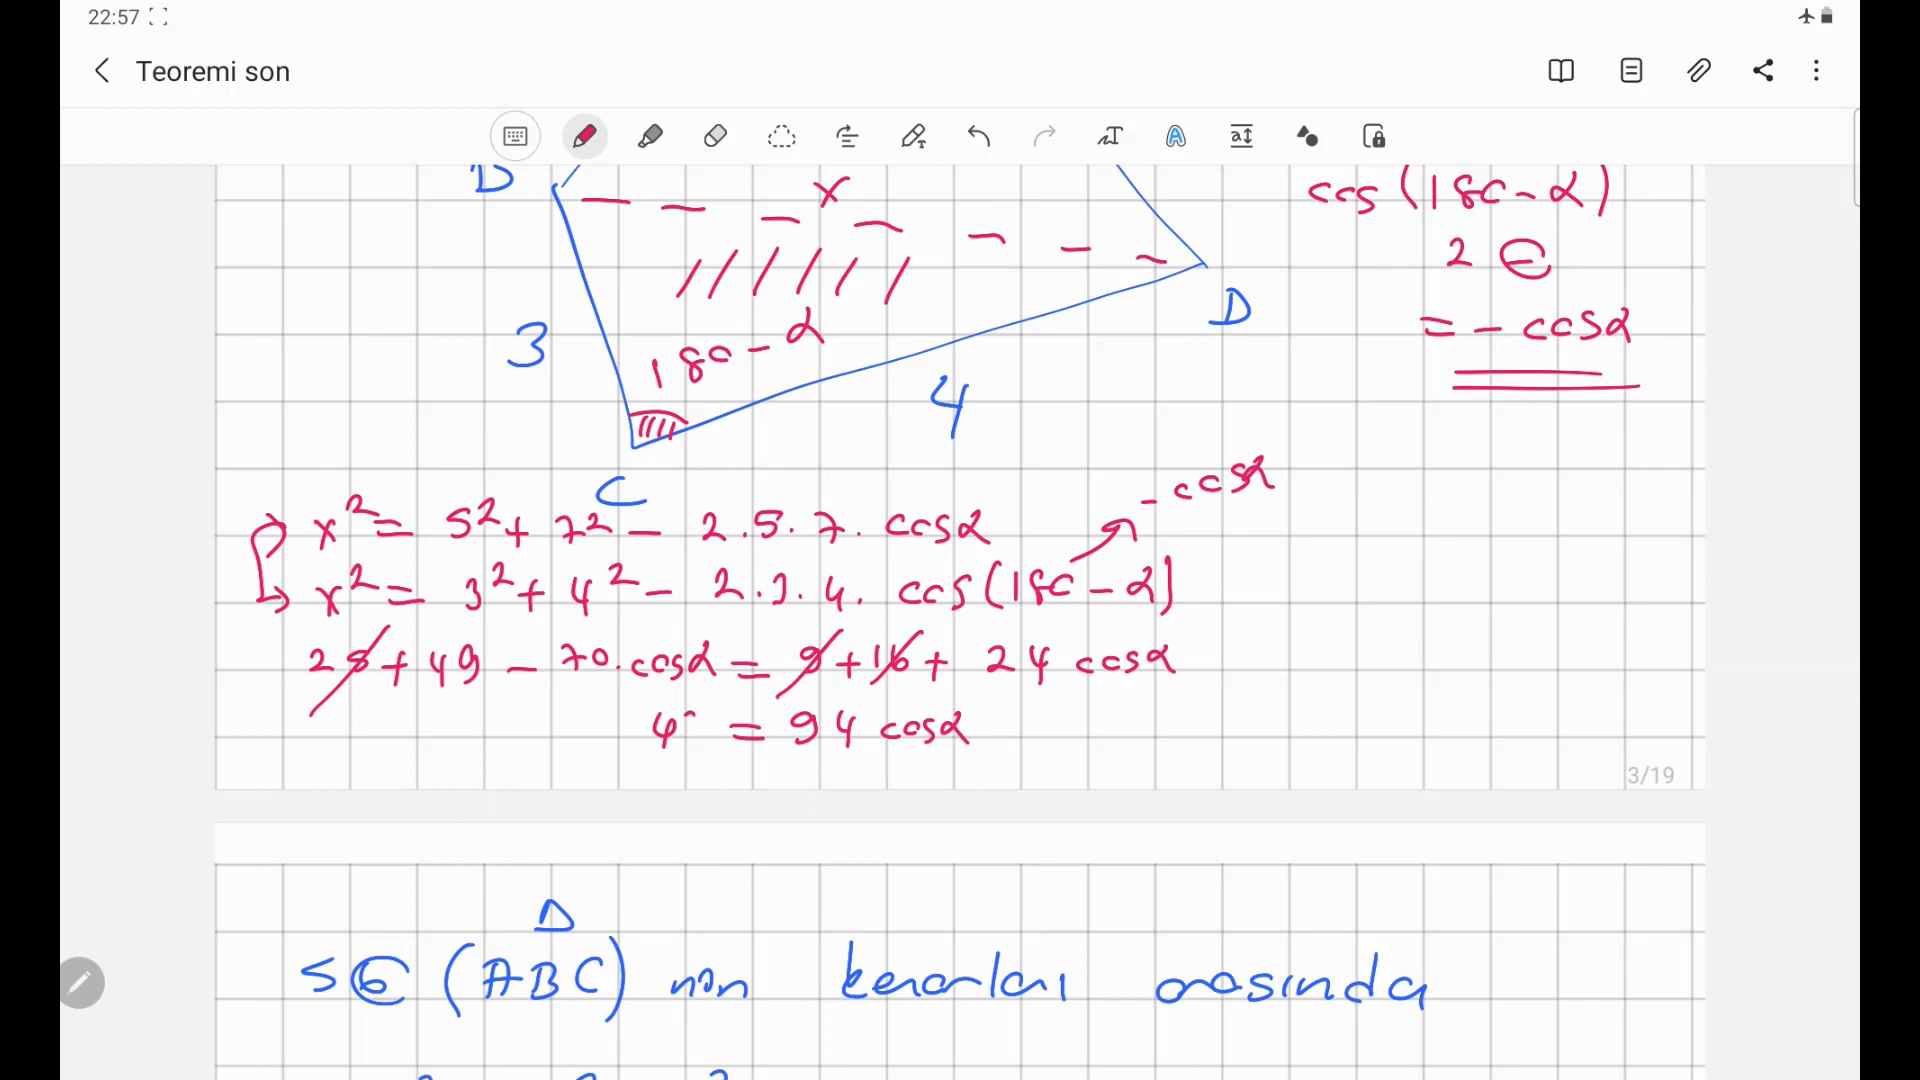 22:57
Teoremi son
D
x
cos(180-α)
2 ⊖
= - cosα
3
180-α
D
4
C
x² = 5² + 7² - 2.5.7. cosα
-cosα
x² = 3² + 4² - 2.3.4. cos(180-α)
25+49 - 70.cosα = 9+16+ 24 cosα
= 94 cosα
3/19
(ABC) nın kenarları arasında